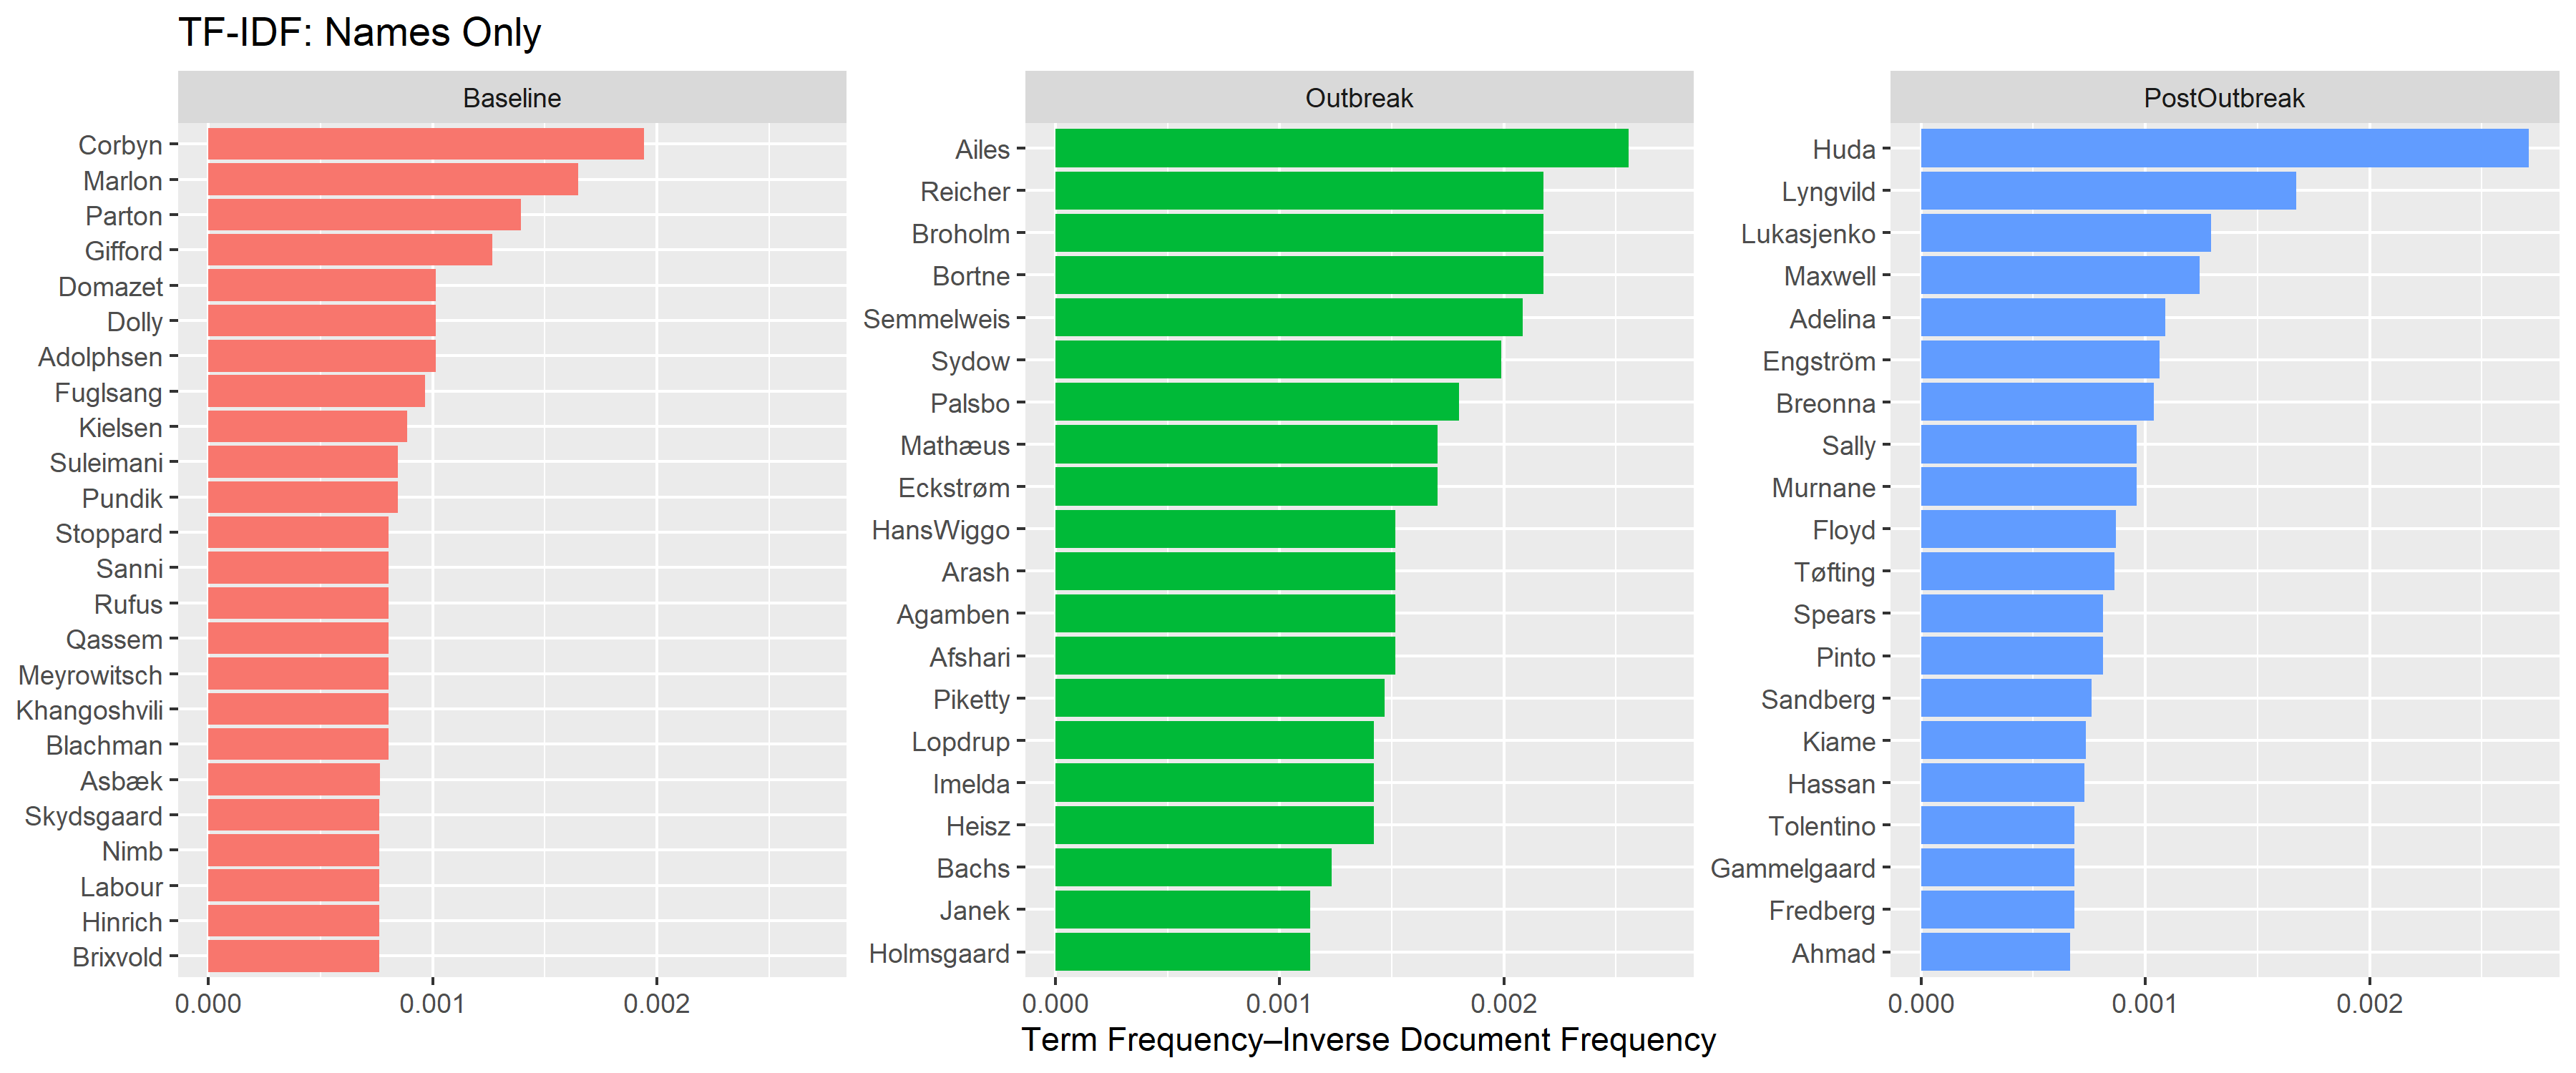 TF-IDF: Names Only
Baseline
Corbyn
Marlon
Parton
Gifford
Domazet
Dolly
Adolphsen
Fuglsang
Kielsen
Suleimani
Pundik
Stoppard
Sanni
Rufus
Qassem
Meyrowitsch
Khangoshvili
Blachman
Asbæk
Skydsgaard
Nimb
Labour
Hinrich
Brixvold
0.000 0.001 0.002
Outbreak
Ailes
Reicher
Broholm
Bortne
Semmelweis
Sydow
Palsbo
Mathæus
Eckstrøm
HansWiggo
Arash
Agamben
Afshari
Piketty
Lopdrup
Imelda
Heisz
Bachs
Janek
Holmsgaard
0.000 0.001 0.002
PostOutbreak
Huda
Lyngvild
Lukasjenko
Maxwell
Adelina
Engström
Breonna
Sally
Murnane
Floyd
Tøfting
Spears
Pinto
Sandberg
Kiame
Hassan
Tolentino
Gammelgaard
Fredberg
Ahmad
0.000 0.001 0.002
Term Frequency–Inverse Document Frequency